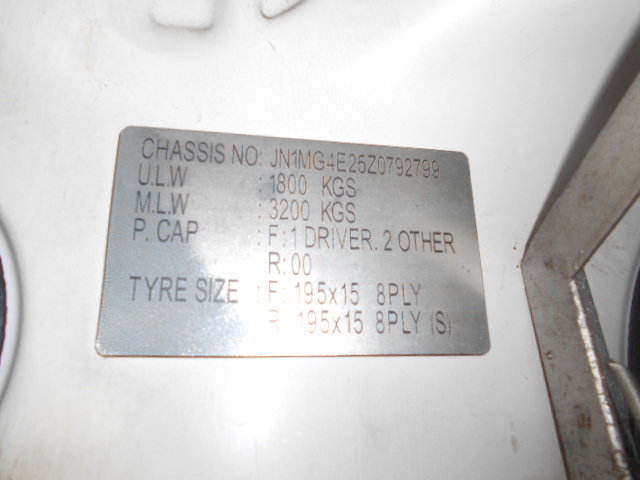 CHASSIS NO: JN1MG4E25Z0792799
U.L.W : 1800 KGS
M.L.W : 3200 KGS
P. CAP : F: 1 DRIVER. 2 OTHER
R: 00
TYRE SIZE : F: 195x15 8PLY
R: 195x15 8PLY (S)